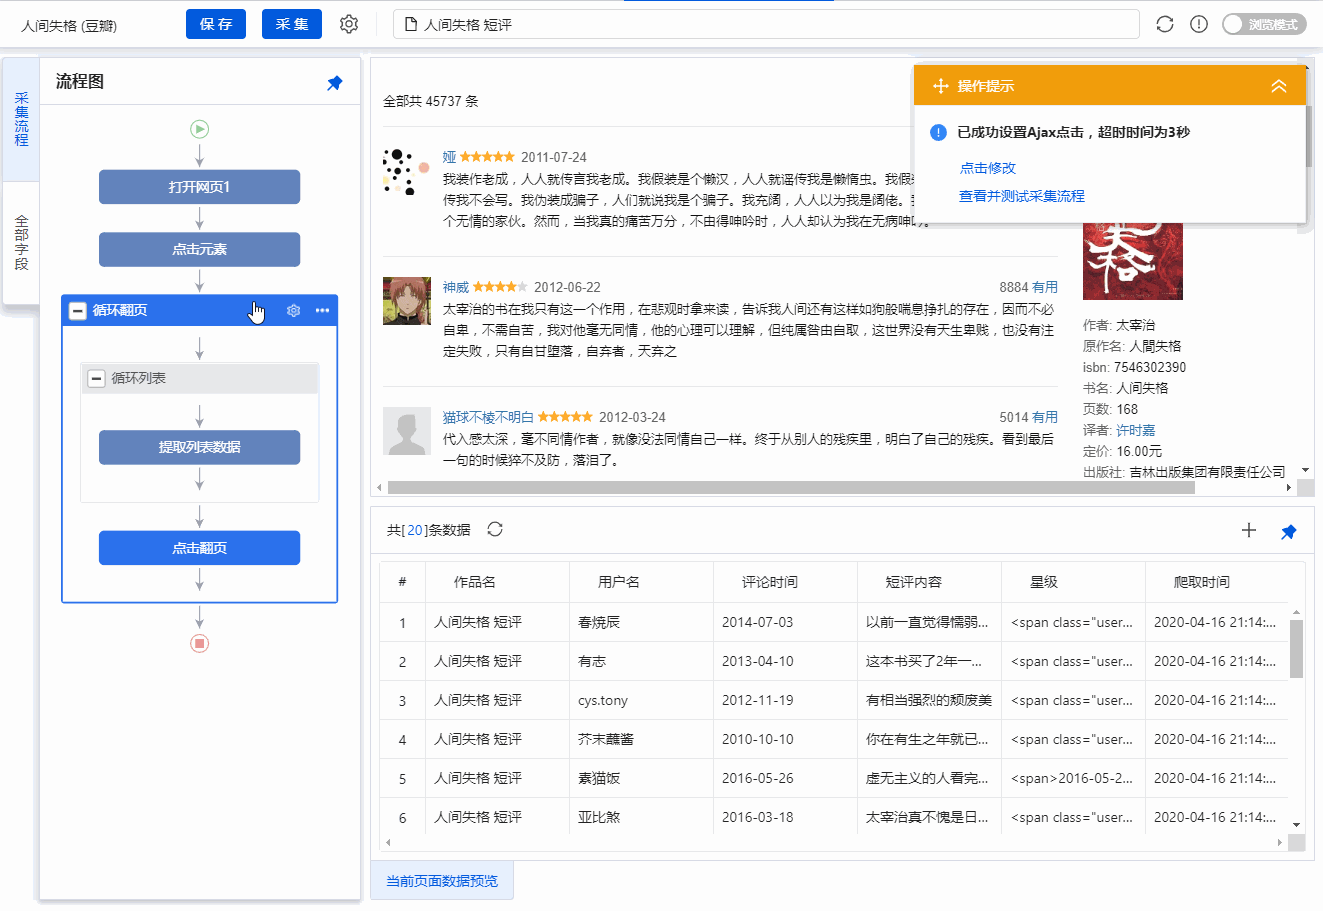 人间失格 (豆瓣)
保 存
采 集
人间失格 短评
浏览模式
采集流程
全部字段
流程图
打开网页1
点击元素
循环翻页
循环列表
提取列表数据
点击翻页
全部共 45737 条
娅 2011-07-24
我装作老成，人人就传言我老成。我假装是个懒汉，人人就谣传我是懒惰虫。我假
传我不会写。我伪装成骗子，人们就说我是个骗子。我充阔，人人以为我是阔佬。
个无情的家伙。然而，当我真的痛苦万分，不由得呻吟时，人人却认为我在无病呻
神威 2012-06-22 8884 有用
太宰治的书在我只有这一个作用，在悲观时拿来读，告诉我人间还有这样如狗般喘息挣扎的存在，因而不必
自卑，不需自苦，我对他毫无同情，他的心理可以理解，但纯属咎由自取，这世界没有天生卑贱，也没有注
定失败，只有自甘堕落，自弃者，天弃之
猫球不棱不明白 2012-03-24 5014 有用
代入感太深，毫不同情作者，就像没法同情自己一样。终于从别人的残疾里，明白了自己的残疾。看到最后
一句的时候猝不及防，落泪了。
操作提示
已成功设置Ajax点击，超时时间为3秒
点击修改
查看并测试采集流程
作者: 太宰治
原作名: 人間失格
isbn: 7546302390
书名: 人间失格
页数: 168
译者: 许时嘉
定价: 16.00元
出版社: 吉林出版集团有限责任公司
共[20]条数据
# 作品名 用户名 评论时间 短评内容 星级 爬取时间
1 人间失格 短评 春烧辰 2014-07-03 以前一直觉得懦弱... <span class="user... 2020-04-16 21:14:...
2 人间失格 短评 有志 2013-04-10 这本书买了2年一... <span class="user... 2020-04-16 21:14:...
3 人间失格 短评 cys.tony 2012-11-19 有相当强烈的颓废美 <span class="user... 2020-04-16 21:14:...
4 人间失格 短评 芥末蘸酱 2010-10-10 你在有生之年就已... <span class="user... 2020-04-16 21:14:...
5 人间失格 短评 素猫饭 2016-05-26 虚无主义的人看完... <span>2016-05-2... 2020-04-16 21:14:...
6 人间失格 短评 亚比煞 2016-03-18 太宰治真不愧是日... <span class="user... 2020-04-16 21:14:...
当前页面数据预览